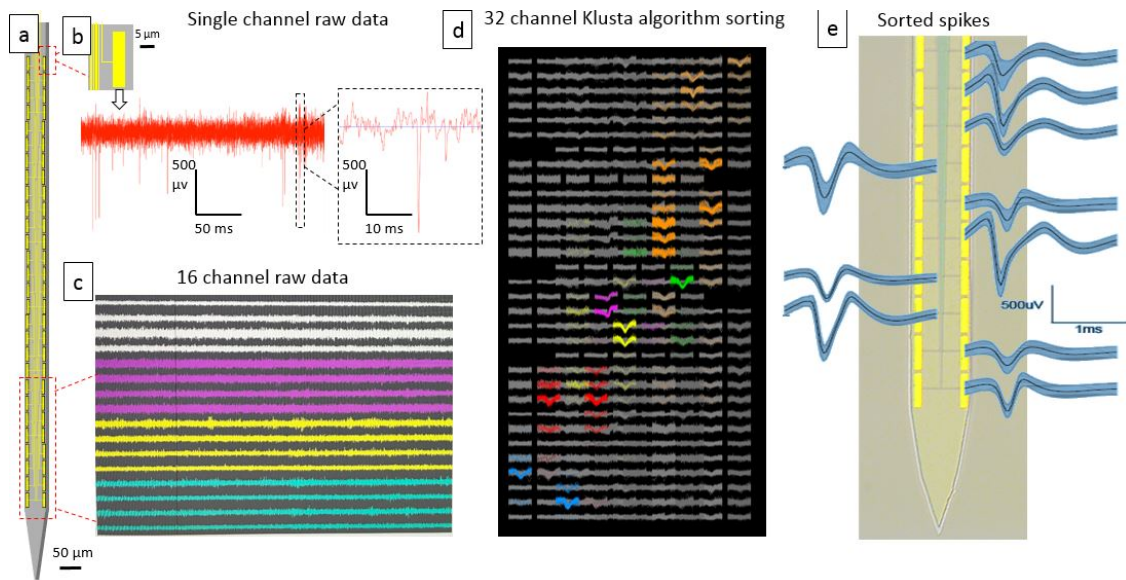 Single channel raw data
a
b
5 µm
500
µv
50 ms
500
µv
10 ms
c
16 channel raw data
50 µm
d
32 channel Klusta algorithm sorting
e
Sorted spikes
500uV
1ms